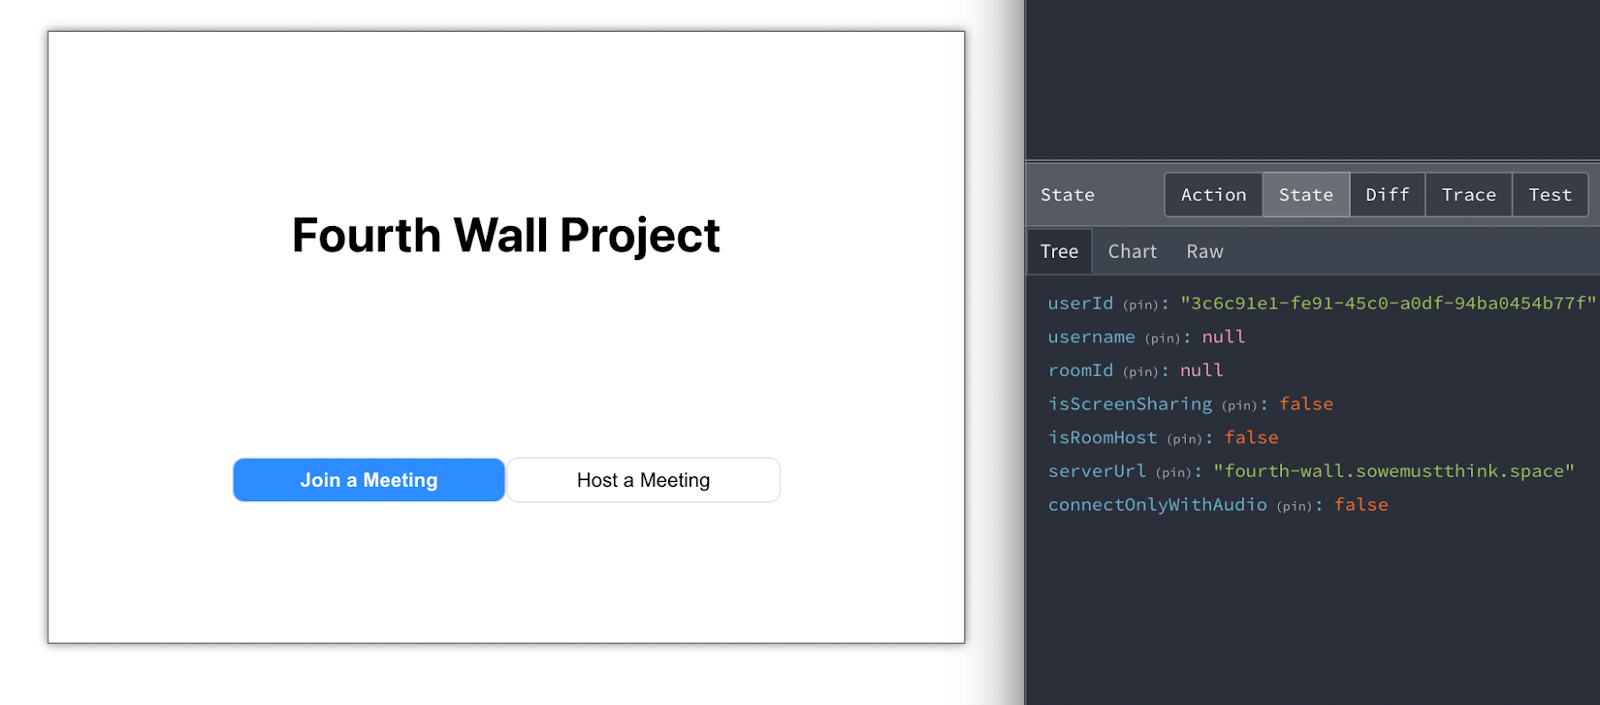 Fourth Wall Project
Join a Meeting
Host a Meeting
State
Action
State
Diff
Trace
Test
Tree
Chart
Raw
userId (pin): "3c6c91e1-fe91-45c0-a0df-94ba0454b77f"
username (pin): null
roomId (pin): null
isScreenSharing (pin): false
isRoomHost (pin): false
serverUrl (pin): "fourth-wall.sowemustthink.space"
connectOnlyWithAudio (pin): false